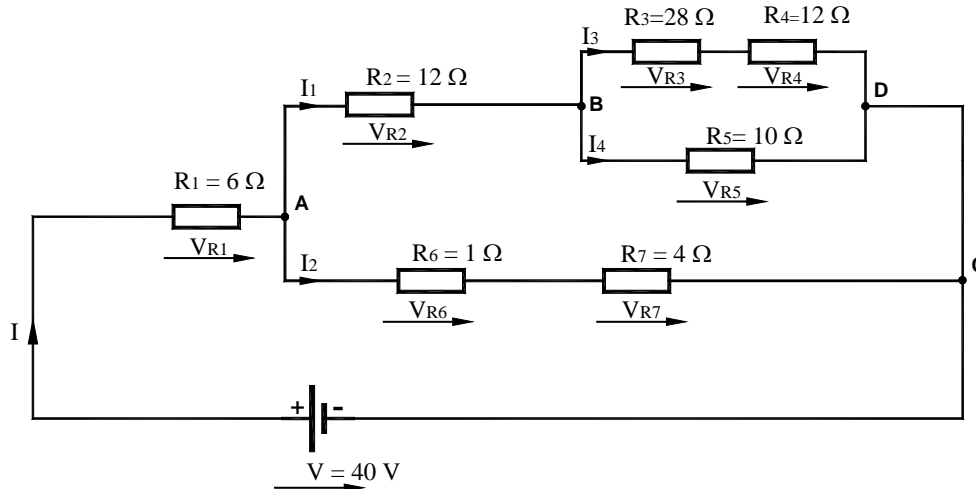 R3=28 Ω R4=12 Ω
I3
R2 = 12 Ω
VR3 VR4
I1
B
D
VR2
I4
R5= 10 Ω
R1 = 6 Ω
VR5
A
VR1
I2
R6= 1 Ω
R7= 4 Ω
VR6
VR7
I
+ -
V = 40 V